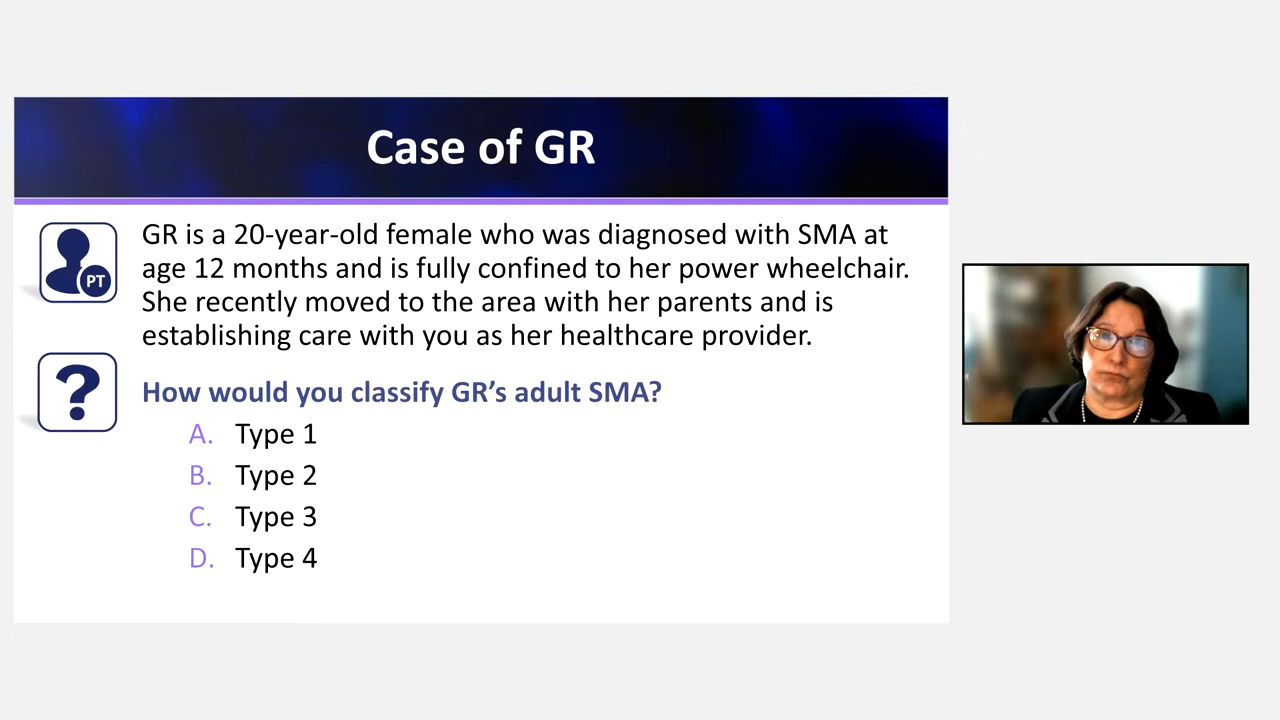 Case of GR
GR is a 20-year-old female who was diagnosed with SMA at
age 12 months and is fully confined to her power wheelchair.
She recently moved to the area with her parents and is
establishing care with you as her healthcare provider.
PT
?
How would you classify GR’s adult SMA?
A. Type 1
B. Type 2
C. Type 3
D. Type 4